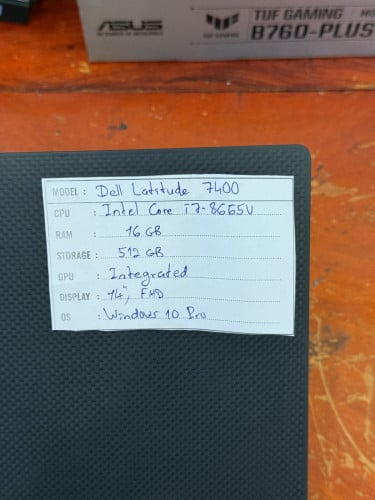 ASUS
TUF GAMING
B760-PLUS
MODEL : Dell Latitude 7400
CPU : Intel Core i7-8665U
RAM : 16 GB
STORAGE : 512 GB
GPU : Integrated
DISPLAY : 14", FHD
OS : Windows 10 Pro